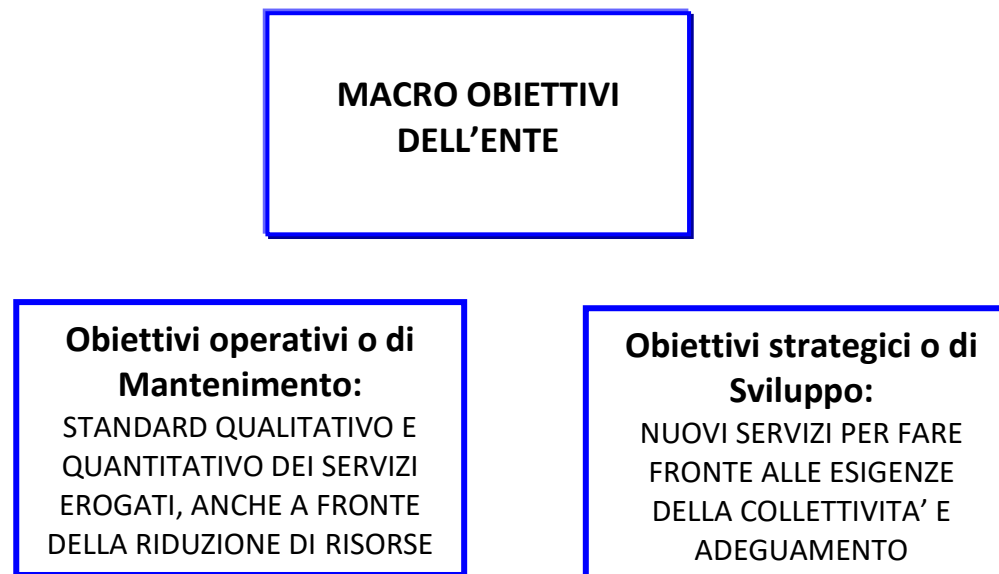 MACRO OBIETTIVI
DELL’ENTE
Obiettivi operativi o di
Mantenimento:
STANDARD QUALITATIVO E
QUANTITATIVO DEI SERVIZI
EROGATI, ANCHE A FRONTE
DELLA RIDUZIONE DI RISORSE
Obiettivi strategici o di
Sviluppo:
NUOVI SERVIZI PER FARE
FRONTE ALLE ESIGENZE
DELLA COLLETTIVITA’ E
ADEGUAMENTO